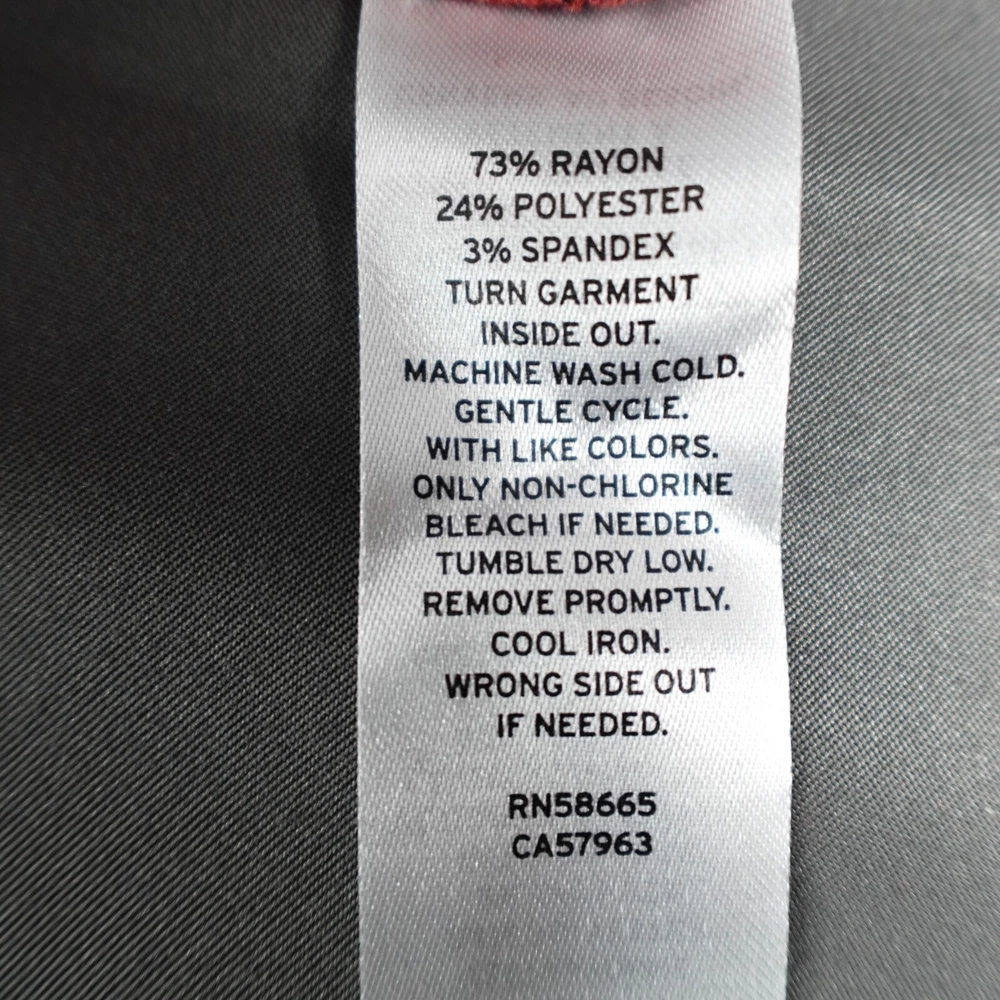 73% RAYON
24% POLYESTER
3% SPANDEX
TURN GARMENT
INSIDE OUT.
MACHINE WASH COLD.
GENTLE CYCLE.
WITH LIKE COLORS.
ONLY NON-CHLORINE
BLEACH IF NEEDED.
TUMBLE DRY LOW.
REMOVE PROMPTLY.
COOL IRON.
WRONG SIDE OUT
IF NEEDED.
RN58665
CA57963